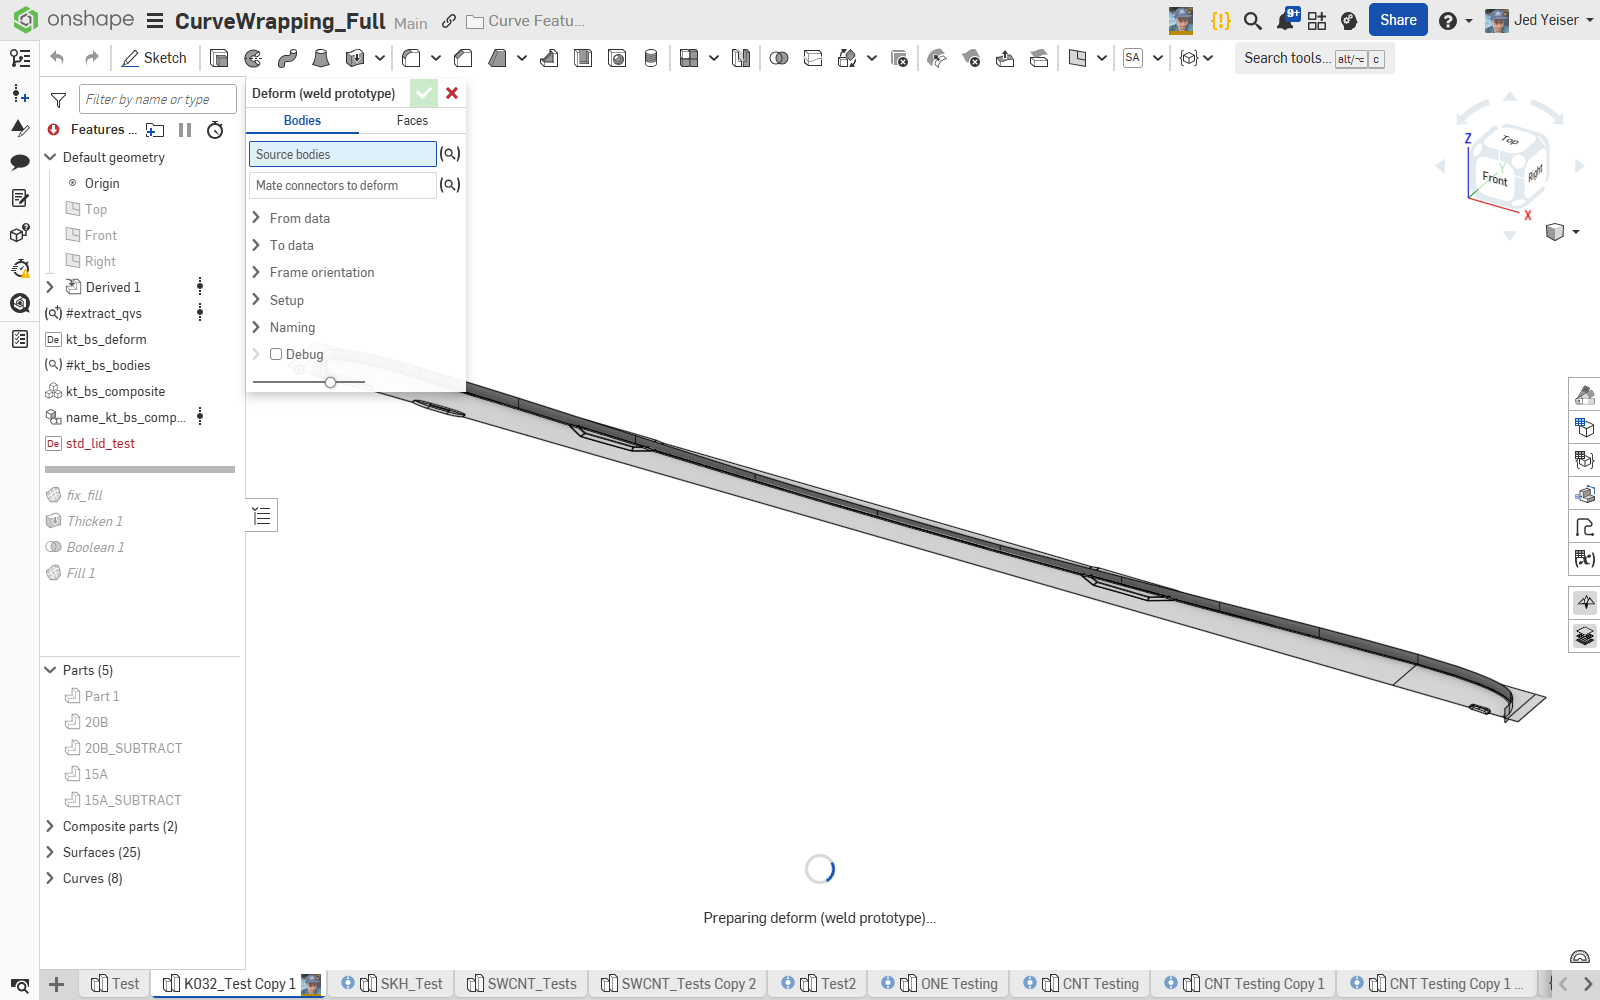 onshape
CurveWrapping_Full Main Curve Featu...
9+
Share
Jed Yeiser
Sketch
SA
Search tools... alt/⌥ c
Filter by name or type
Features ...
Default geometry
Origin
Top
Front
Right
Derived 1
#extract_qvs
De kt_bs_deform
#kt_bs_bodies
kt_bs_composite
name_kt_bs_comp...
De std_lid_test
fix_fill
Thicken 1
Boolean 1
Fill 1
Parts (5)
Part 1
20B
20B_SUBTRACT
15A
15A_SUBTRACT
Composite parts (2)
Surfaces (25)
Curves (8)
Deform (weld prototype)
Bodies Faces
Source bodies
Mate connectors to deform
From data
To data
Frame orientation
Setup
Naming
Debug
Z
Top
Y
Front
Right
X
Preparing deform (weld prototype)...
Test
K032_Test Copy 1
SKH_Test
SWCNT_Tests
SWCNT_Tests Copy 2
Test2
ONE Testing
CNT Testing
CNT Testing Copy 1
CNT Testing Copy 1 ...